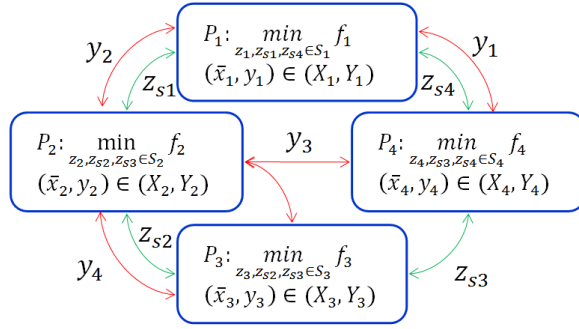 P₁: min f₁
z₁,zₛ₁,zₛ₄∈S₁
(x̄₁, y₁) ∈ (X₁, Y₁)
y₂
y₁
zₛ₁
zₛ₄
P₂: min f₂
z₂,zₛ₂,zₛ₃∈S₂
(x̄₂, y₂) ∈ (X₂, Y₂)
y₃
P₄: min f₄
z₄,zₛ₃,zₛ₄∈S₄
(x̄₄, y₄) ∈ (X₄, Y₄)
zₛ₂
y₄
P₃: min f₃
z₃,zₛ₂,zₛ₃∈S₃
(x̄₃, y₃) ∈ (X₃, Y₃)
zₛ₃